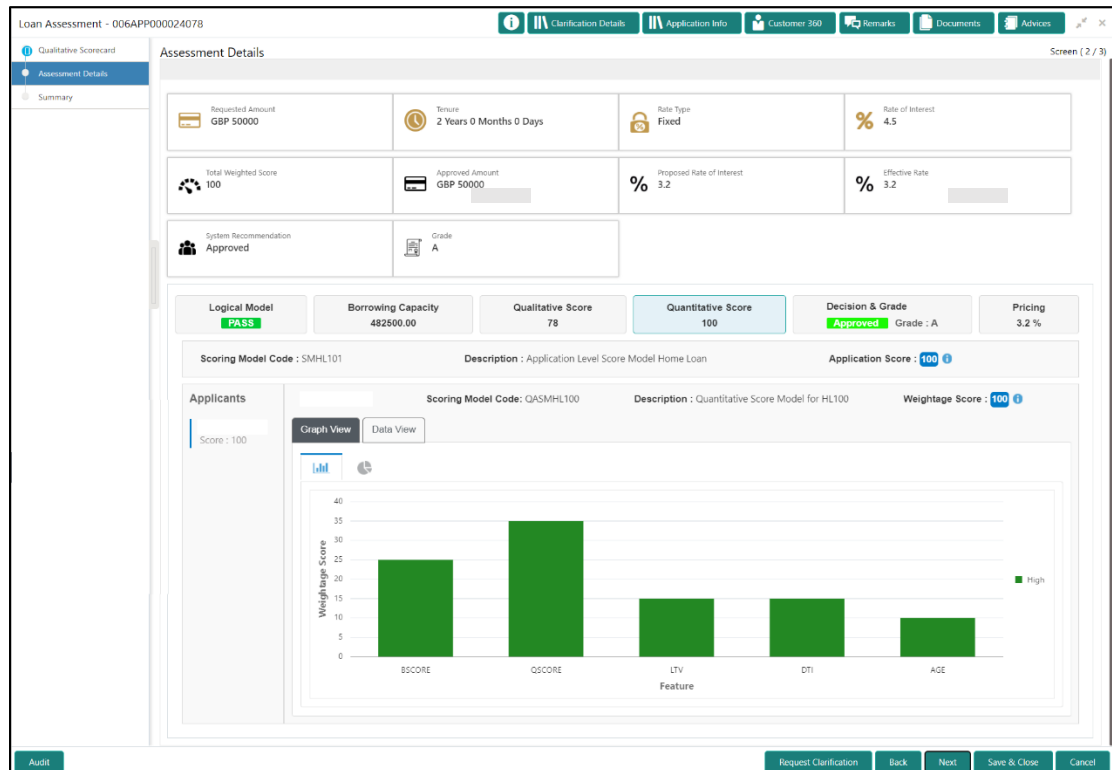 Loan Assessment - 006APP000024078
Clarification Details
Application Info
Customer 360
Remarks
Documents
Advices
Qualitative Scorecard
Assessment Details
Summary
Assessment Details
Screen ( 2 / 3)
Requested Amount
GBP 50000
Tenure
2 Years 0 Months 0 Days
Rate Type
Fixed
Rate of Interest
4.5
Total Weighted Score
100
Approved Amount
GBP 50000
Proposed Rate of Interest
3.2
Effective Rate
3.2
System Recommendation
Approved
Grade
A
Logical Model
PASS
Borrowing Capacity
482500.00
Qualitative Score
78
Quantitative Score
100
Decision & Grade
Approved Grade : A
Pricing
3.2 %
Scoring Model Code : SMHL101
Description : Application Level Score Model Home Loan
Application Score : 100
Applicants
Score : 100
Scoring Model Code: QASMHL100
Description : Quantitative Score Model for HL100
Weightage Score : 100
Graph View
Data View
40
35
30
25
20
15
10
5
0
Weightage Score
BSCORE
QSCORE
LTV
DTI
AGE
Feature
High
Audit
Request Clarification
Back
Next
Save & Close
Cancel